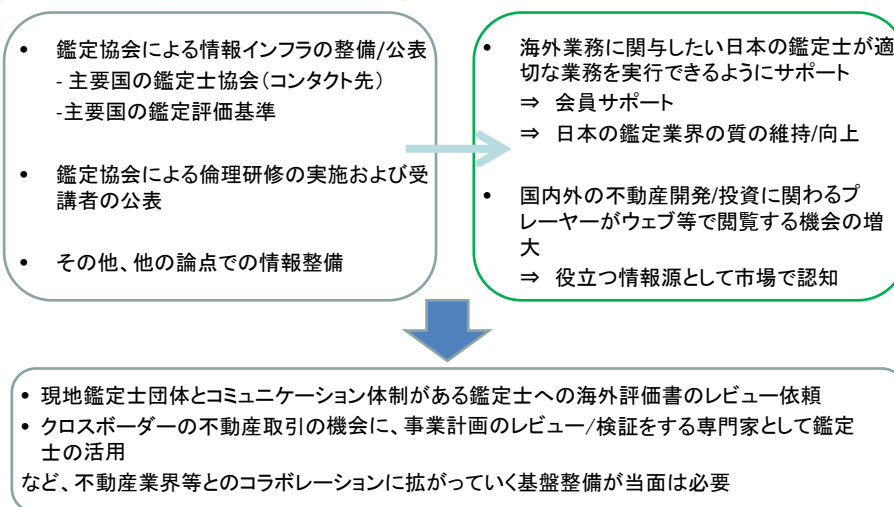 • 鑑定協会による情報インフラの整備/公表
- 主要国の鑑定士協会（コンタクト先）
-主要国の鑑定評価基準
• 鑑定協会による倫理研修の実施および受
講者の公表
• その他、他の論点での情報整備
• 海外業務に関与したい日本の鑑定士が適
切な業務を実行できるようにサポート
⇒ 会員サポート
⇒ 日本の鑑定業界の質の維持/向上
• 国内外の不動産開発/投資に関わるプ
レーヤーがウェブ等で閲覧する機会の増
大
⇒ 役立つ情報源として市場で認知
• 現地鑑定士団体とコミュニケーション体制がある鑑定士への海外評価書のレビュー依頼
• クロスボーダーの不動産取引の機会に、事業計画のレビュー/検証をする専門家として鑑定
士の活用
など、不動産業界等とのコラボレーションに拡がっていく基盤整備が当面は必要